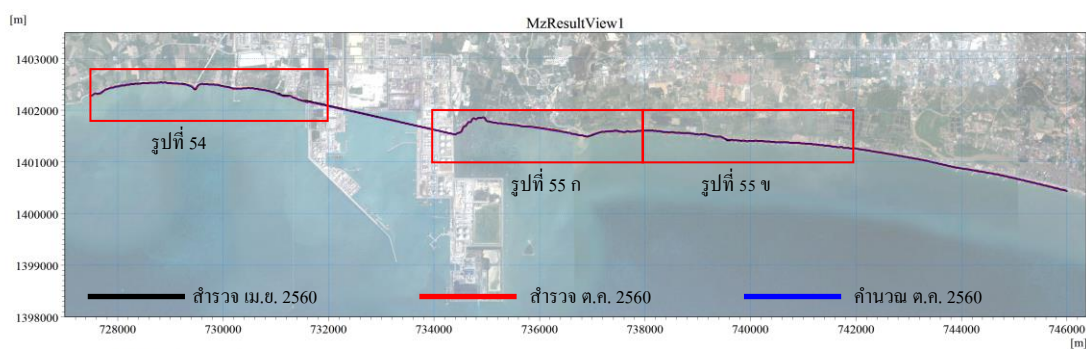 [m]
MzResultView1
1403000
1402000
1401000
1400000
1399000
1398000
รูปที่ 54
รูปที่ 55 ก
รูปที่ 55 ข
สำรวจ เม.ย. 2560
สำรวจ ต.ค. 2560
คำนวณ ต.ค. 2560
728000 730000 732000 734000 736000 738000 740000 742000 744000 746000
[m]